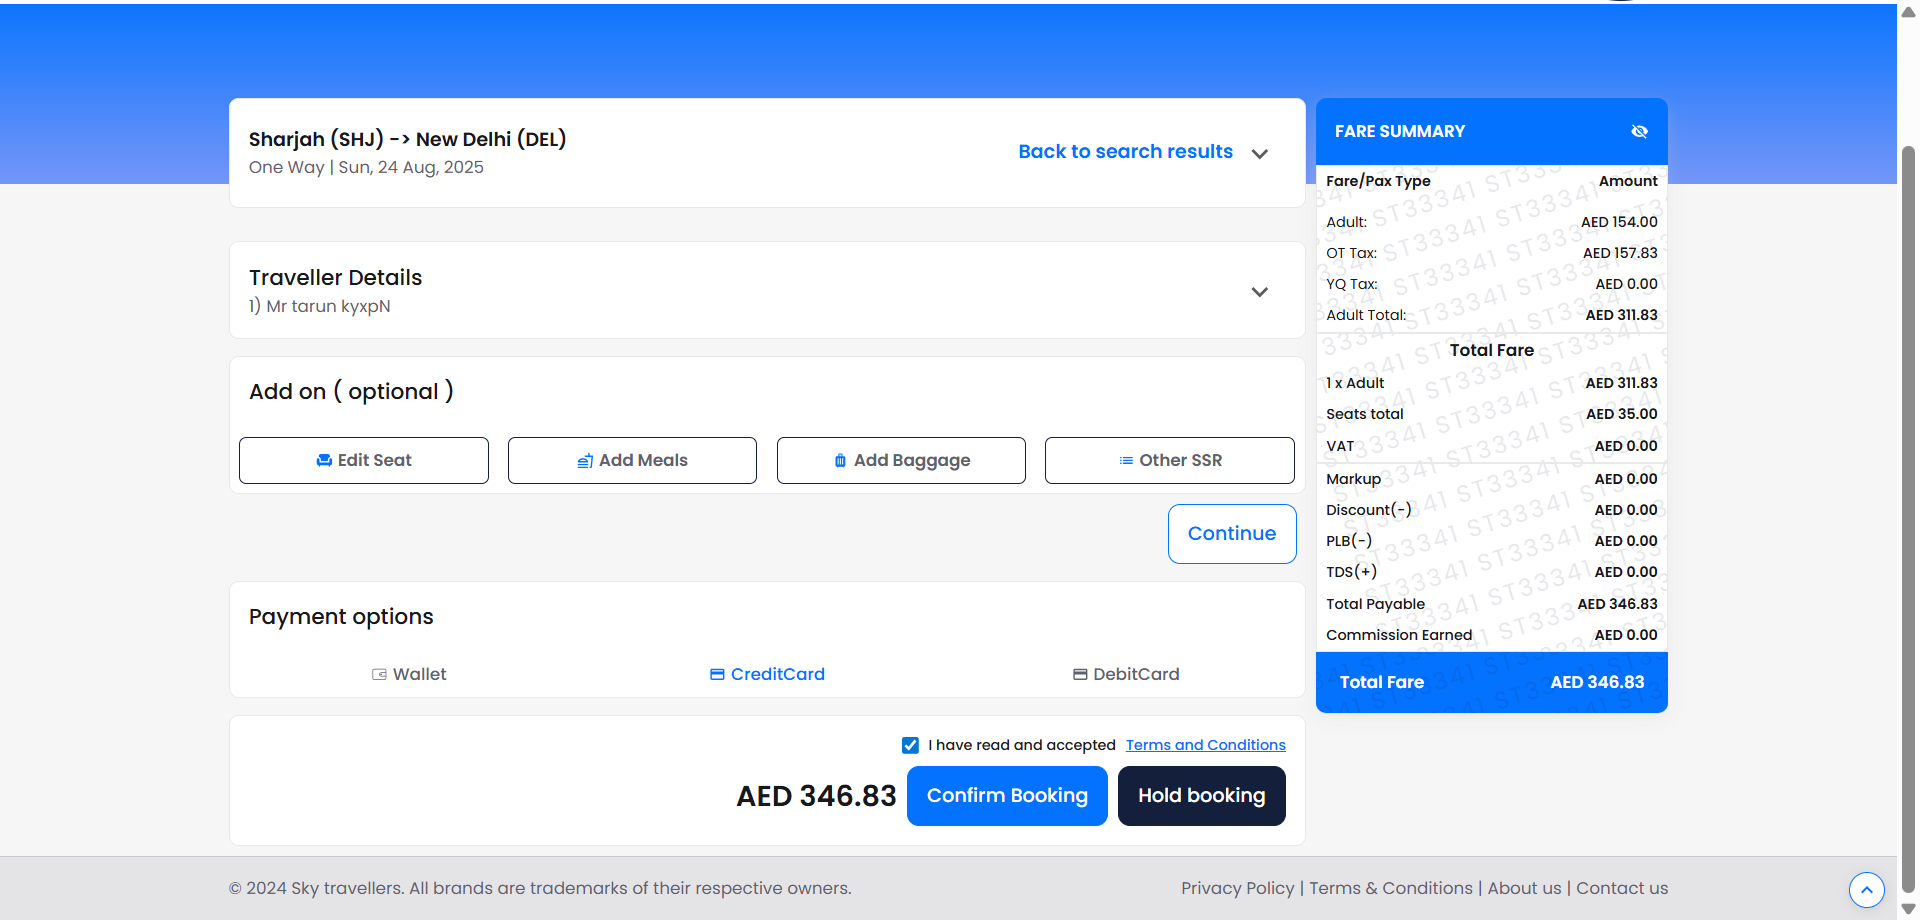 Sharjah (SHJ) -> New Delhi (DEL)
One Way | Sun, 24 Aug, 2025
Back to search results
Traveller Details
1) Mr tarun kyxpN
Add on ( optional )
Edit Seat
Add Meals
Add Baggage
Other SSR
Continue
Payment options
Wallet
CreditCard
DebitCard
I have read and accepted Terms and Conditions
AED 346.83
Confirm Booking
Hold booking
FARE SUMMARY
Fare/Pax Type Amount
Adult: AED 154.00
OT Tax: AED 157.83
YQ Tax: AED 0.00
Adult Total: AED 311.83
Total Fare
1 x Adult AED 311.83
Seats total AED 35.00
VAT AED 0.00
Markup AED 0.00
Discount(-) AED 0.00
PLB(-) AED 0.00
TDS(+) AED 0.00
Total Payable AED 346.83
Commission Earned AED 0.00
Total Fare AED 346.83
ST33341
© 2024 Sky travellers. All brands are trademarks of their respective owners.
Privacy Policy | Terms & Conditions | About us | Contact us